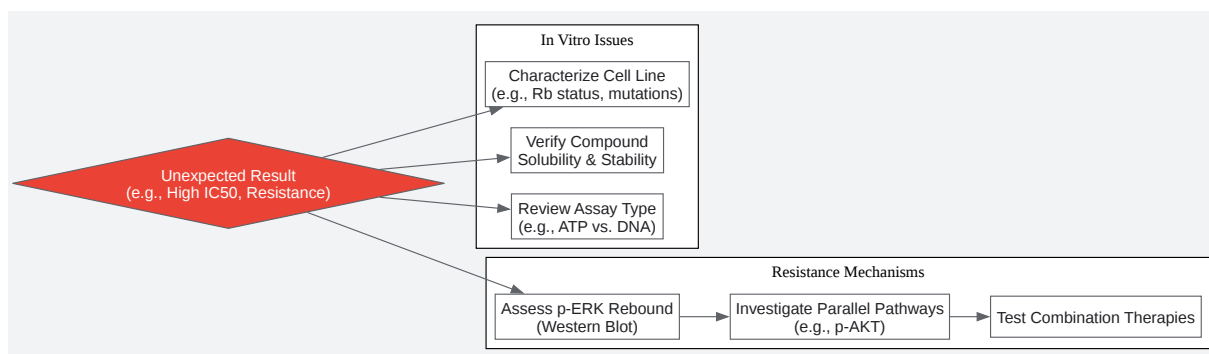 In Vitro Issues
Characterize Cell Line
(e.g., Rb status, mutations)
Verify Compound
Solubility & Stability
Unexpected Result
(e.g., High IC50, Resistance)
Review Assay Type
(e.g., ATP vs. DNA)
Resistance Mechanisms
Assess p-ERK Rebound
(Western Blot)
Investigate Parallel Pathways
(e.g., p-AKT)
Test Combination Therapies